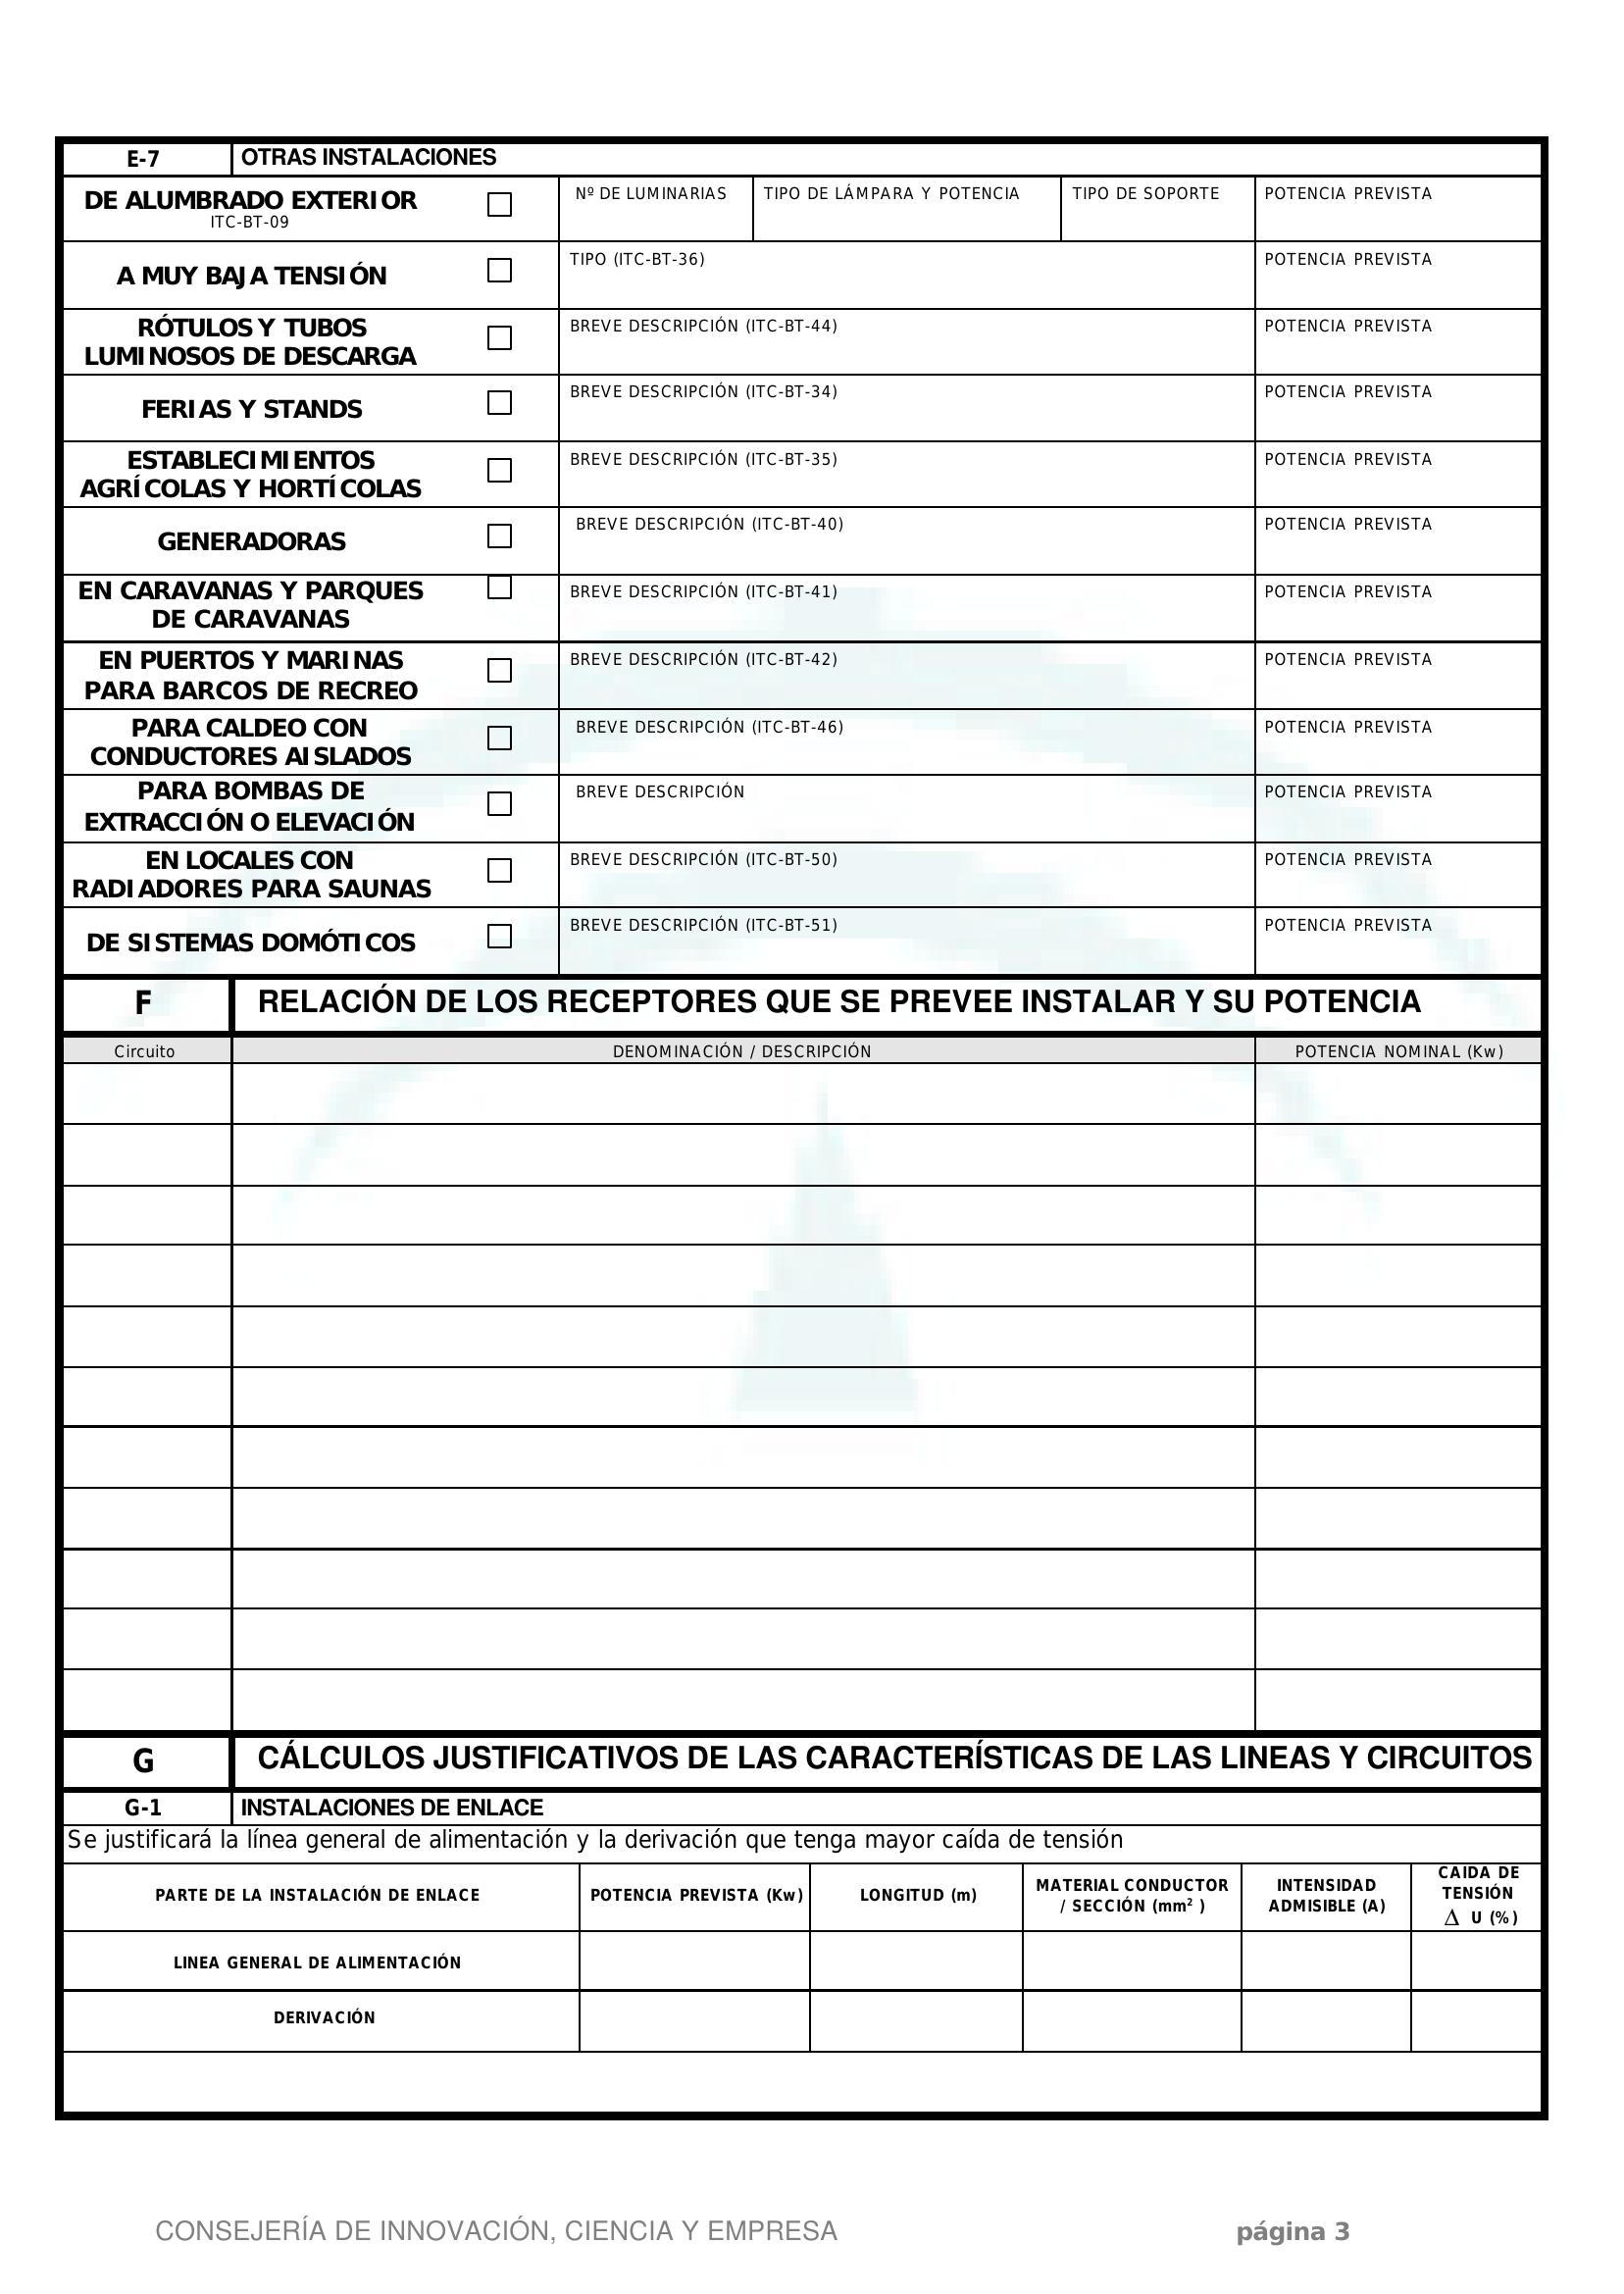 E-7 OTRAS INSTALACIONES
DE ALUMBRADO EXTERIOR
ITC-BT-09
Nº DE LUMINARIAS TIPO DE LÁMPARA Y POTENCIA TIPO DE SOPORTE POTENCIA PREVISTA
A MUY BAJA TENSIÓN
TIPO (ITC-BT-36) POTENCIA PREVISTA
RÓTULOS Y TUBOS
LUMINOSOS DE DESCARGA
BREVE DESCRIPCIÓN (ITC-BT-44) POTENCIA PREVISTA
FERIAS Y STANDS
BREVE DESCRIPCIÓN (ITC-BT-34) POTENCIA PREVISTA
ESTABLECIMIENTOS
AGRÍCOLAS Y HORTÍCOLAS
BREVE DESCRIPCIÓN (ITC-BT-35) POTENCIA PREVISTA
GENERADORAS
BREVE DESCRIPCIÓN (ITC-BT-40) POTENCIA PREVISTA
EN CARAVANAS Y PARQUES
DE CARAVANAS
BREVE DESCRIPCIÓN (ITC-BT-41) POTENCIA PREVISTA
EN PUERTOS Y MARINAS
PARA BARCOS DE RECREO
BREVE DESCRIPCIÓN (ITC-BT-42) POTENCIA PREVISTA
PARA CALDEO CON
CONDUCTORES AISLADOS
BREVE DESCRIPCIÓN (ITC-BT-46) POTENCIA PREVISTA
PARA BOMBAS DE
EXTRACCIÓN O ELEVACIÓN
BREVE DESCRIPCIÓN POTENCIA PREVISTA
EN LOCALES CON
RADIADORES PARA SAUNAS
BREVE DESCRIPCIÓN (ITC-BT-50) POTENCIA PREVISTA
DE SISTEMAS DOMÓTICOS
BREVE DESCRIPCIÓN (ITC-BT-51) POTENCIA PREVISTA
F RELACIÓN DE LOS RECEPTORES QUE SE PREVEE INSTALAR Y SU POTENCIA
Circuito DENOMINACIÓN / DESCRIPCIÓN POTENCIA NOMINAL (Kw)
G CÁLCULOS JUSTIFICATIVOS DE LAS CARACTERÍSTICAS DE LAS LINEAS Y CIRCUITOS
G-1 INSTALACIONES DE ENLACE
Se justificará la línea general de alimentación y la derivación que tenga mayor caída de tensión
PARTE DE LA INSTALACIÓN DE ENLACE
POTENCIA PREVISTA (Kw)
LONGITUD (m)
MATERIAL CONDUCTOR
/ SECCIÓN (mm² )
INTENSIDAD
ADMISIBLE (A)
CAIDA DE
TENSIÓN
Δ U (%)
LINEA GENERAL DE ALIMENTACIÓN
DERIVACIÓN
CONSEJERÍA DE INNOVACIÓN, CIENCIA Y EMPRESA página 3